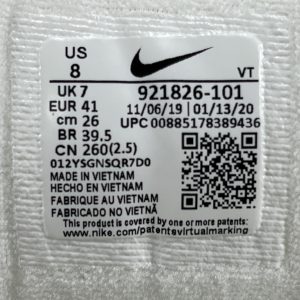 US
8
VT
UK 7
EUR 41
cm 26
BR 39.5
CN 260(2.5)
921826-101
11/06/19 | 01/13/20
UPC 00885178389436
012YSGNSQR7D0
MADE IN VIETNAM
HECHO EN VIETNAM
FABRIQUE AU VIETNAM
FABRICADO NO VIETNÃ
This product is covered by one or more patents:
www.nike.com/patentsvirtualmarking